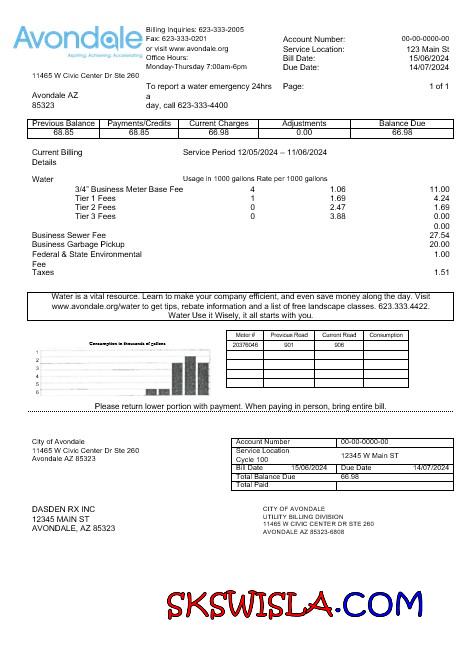 Avondale
Aspiring. Achieving. Accelerating.
Billing Inquiries: 623-333-2005
Fax: 623-333-0201
or visit www.avondale.org
Office Hours:
Monday-Thursday 7:00am-6pm
Account Number: 00-00-0000-00
Service Location: 123 Main St
Bill Date: 15/06/2024
Due Date: 14/07/2024
11465 W Civic Center Dr Ste 260
Avondale AZ
85323
To report a water emergency 24hrs
a
day, call 623-333-4400
Page: 1 of 1
Previous Balance Payments/Credits Current Charges Adjustments Balance Due
68.85 68.85 66.98 0.00 66.98
Current Billing Service Period 12/05/2024 – 11/06/2024
Details
Water Usage in 1000 gallons Rate per 1000 gallons
3/4” Business Meter Base Fee 4 1.06 11.00
Tier 1 Fees 1 1.69 4.24
Tier 2 Fees 0 2.47 1.69
Tier 3 Fees 0 3.88 0.00
0.00
Business Sewer Fee 27.54
Business Garbage Pickup 20.00
Federal & State Environmental 1.00
Fee
Taxes 1.51
Water is a vital resource. Learn to make your company efficient, and even save money along the day. Visit
www.avondale.org/water to get tips, rebate information and a list of free landscape classes. 623.333.4422.
Water Use it Wisely, it all starts with you.
Consumption in thousands of gallons
1
2
3
4
5
6
Meter # Previous Read Current Read Consumption
20376046 901 906
Please return lower portion with payment. When paying in person, bring entire bill.
City of Avondale
11465 W Civic Center Dr Ste 260
Avondale AZ 85323
Account Number 00-00-0000-00
Service Location
Cycle 100 12345 W Main ST
Bill Date 15/06/2024 Due Date 14/07/2024
Total Balance Due 66.98
Total Paid
DASDEN RX INC
12345 MAIN ST
AVONDALE, AZ 85323
CITY OF AVONDALE
UTILITY BILLING DIVISION
11465 W CIVIC CENTER DR STE 260
AVONDALE AZ 85323-6808
SKSWISLA.COM